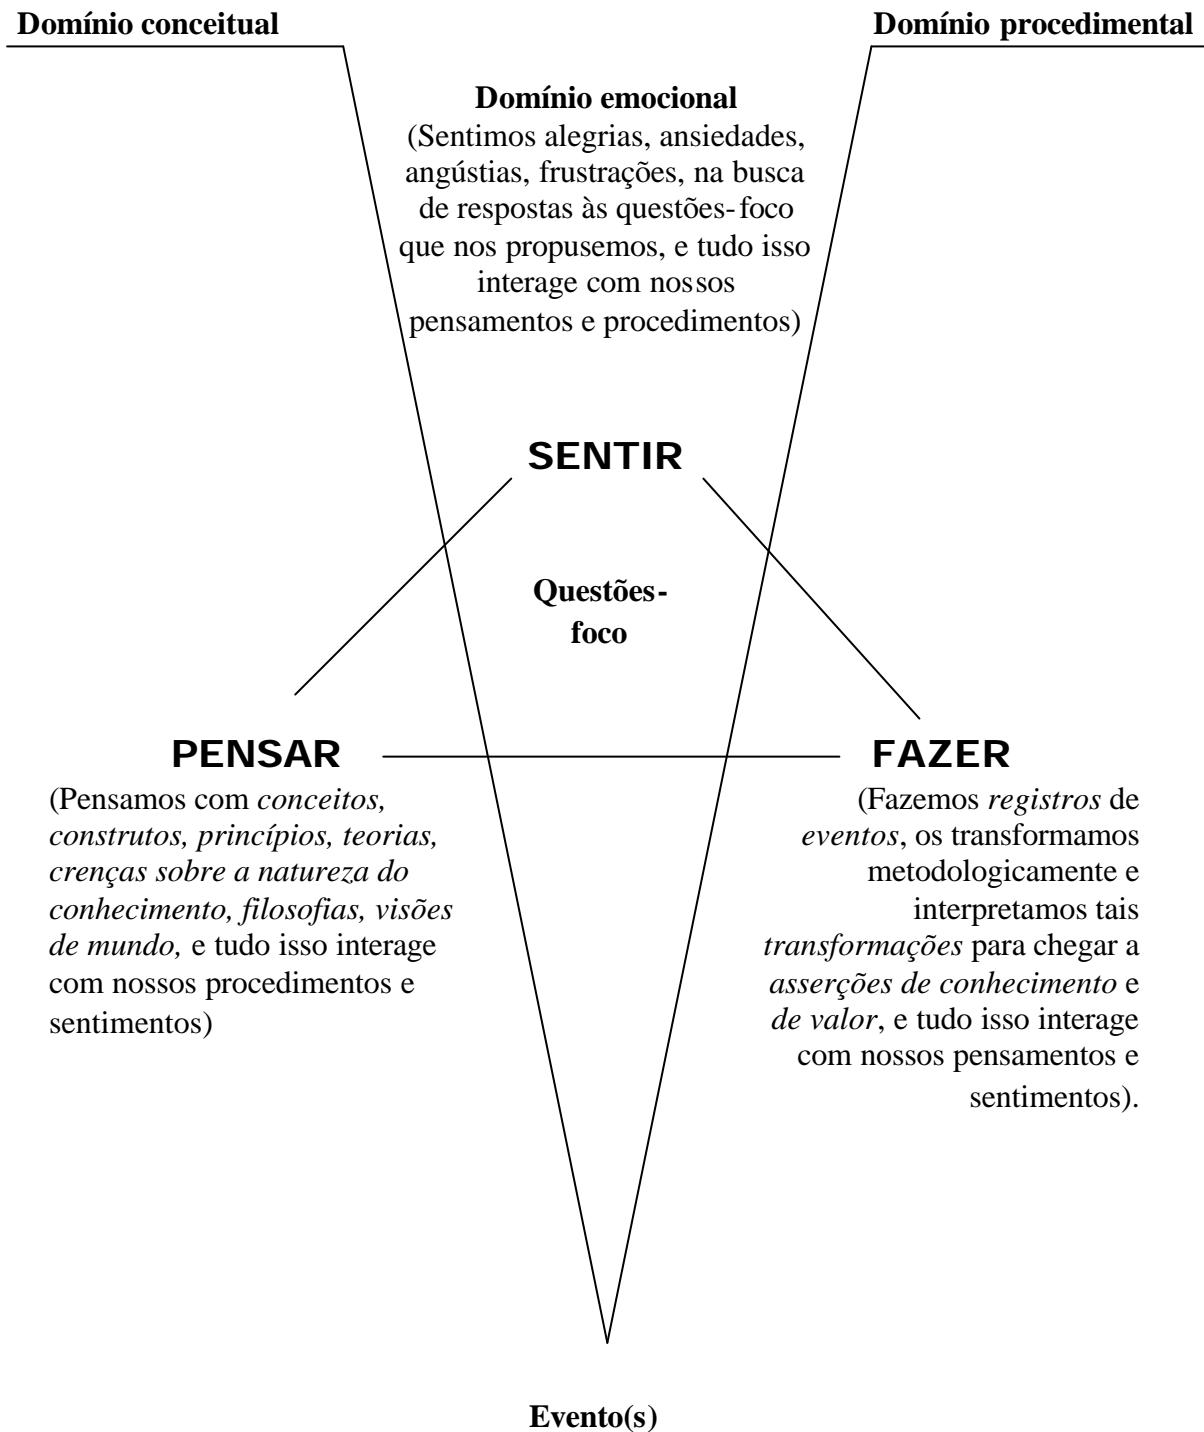 Domínio conceitual
Domínio procedimental
Domínio emocional
(Sentimos alegrias, ansiedades,
angústias, frustrações, na busca
de respostas às questões-foco
que nos propusemos, e tudo isso
interage com nossos
pensamentos e procedimentos)
SENTIR
Questões-
foco
PENSAR
(Pensamos com conceitos,
construtos, princípios, teorias,
crenças sobre a natureza do
conhecimento, filosofias, visões
de mundo, e tudo isso interage
com nossos procedimentos e
sentimentos)
FAZER
(Fazemos registros de
eventos, os transformamos
metodologicamente e
interpretamos tais
transformações para chegar a
asserções de conhecimento e
de valor, e tudo isso interage
com nossos pensamentos e
sentimentos).
Evento(s)